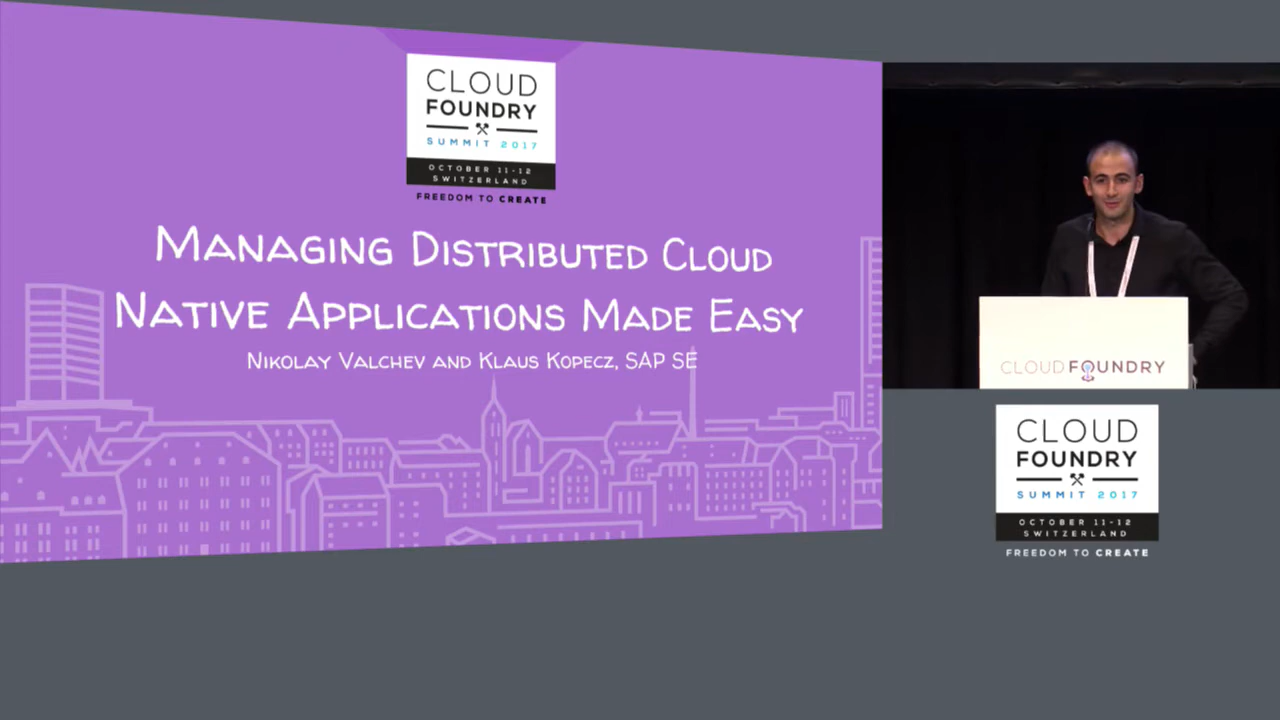 CLOUD
FOUNDRY
SUMMIT 2017
OCTOBER 11-12
SWITZERLAND
FREEDOM TO CREATE
MANAGING DISTRIBUTED CLOUD
NATIVE APPLICATIONS MADE EASY
NIKOLAY VALCHEV AND KLAUS KOPECZ, SAP SE
CLOUDFOUNDRY
CLOUD
FOUNDRY
SUMMIT 2017
OCTOBER 11-12
SWITZERLAND
FREEDOM TO CREATE